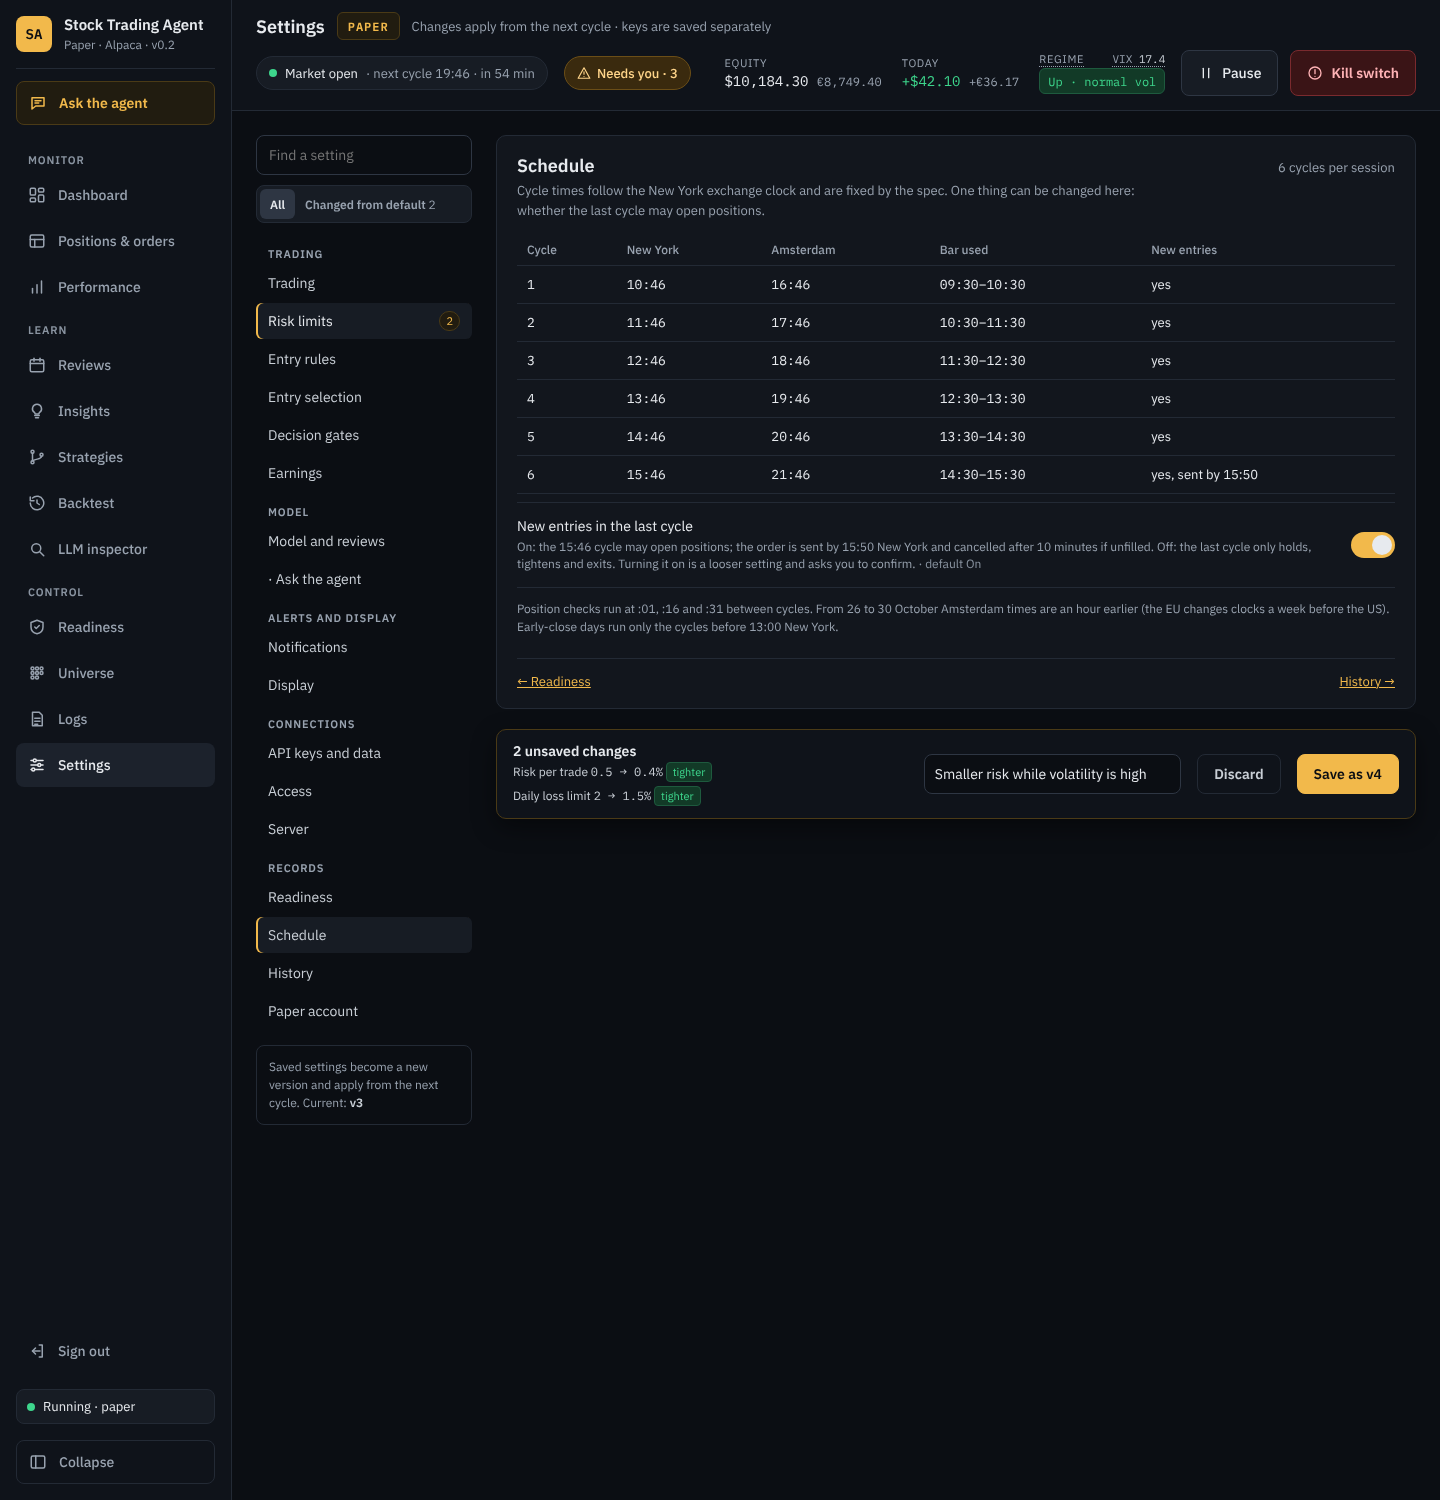 SA
Stock Trading Agent
Paper · Alpaca · v0.2
Ask the agent
MONITOR
Dashboard
Positions & orders
Performance
LEARN
Reviews
Insights
Strategies
Backtest
LLM inspector
CONTROL
Readiness
Universe
Logs
Settings
Sign out
Running · paper
Collapse
Settings
PAPER
Changes apply from the next cycle · keys are saved separately
Market open · next cycle 19:46 · in 54 min
Needs you · 3
EQUITY
$10,184.30 €8,749.40
TODAY
+$42.10 +€36.17
REGIME VIX 17.4
Up · normal vol
Pause
Kill switch
Find a setting
All Changed from default 2
TRADING
Trading
Risk limits 2
Entry rules
Entry selection
Decision gates
Earnings
MODEL
Model and reviews
· Ask the agent
ALERTS AND DISPLAY
Notifications
Display
CONNECTIONS
API keys and data
Access
Server
RECORDS
Readiness
Schedule
History
Paper account
Saved settings become a new
version and apply from the next
cycle. Current: v3
Schedule
6 cycles per session
Cycle times follow the New York exchange clock and are fixed by the spec. One thing can be changed here:
whether the last cycle may open positions.
Cycle New York Amsterdam Bar used New entries
1 10:46 16:46 09:30–10:30 yes
2 11:46 17:46 10:30–11:30 yes
3 12:46 18:46 11:30–12:30 yes
4 13:46 19:46 12:30–13:30 yes
5 14:46 20:46 13:30–14:30 yes
6 15:46 21:46 14:30–15:30 yes, sent by 15:50
New entries in the last cycle
On: the 15:46 cycle may open positions; the order is sent by 15:50 New York and cancelled after 10 minutes if unfilled. Off: the last cycle only holds,
tightens and exits. Turning it on is a looser setting and asks you to confirm. · default On
Position checks run at :01, :16 and :31 between cycles. From 26 to 30 October Amsterdam times are an hour earlier (the EU changes clocks a week before the US).
Early-close days run only the cycles before 13:00 New York.
← Readiness
History →
2 unsaved changes
Risk per trade 0.5 → 0.4% tighter
Daily loss limit 2 → 1.5% tighter
Smaller risk while volatility is high
Discard
Save as v4